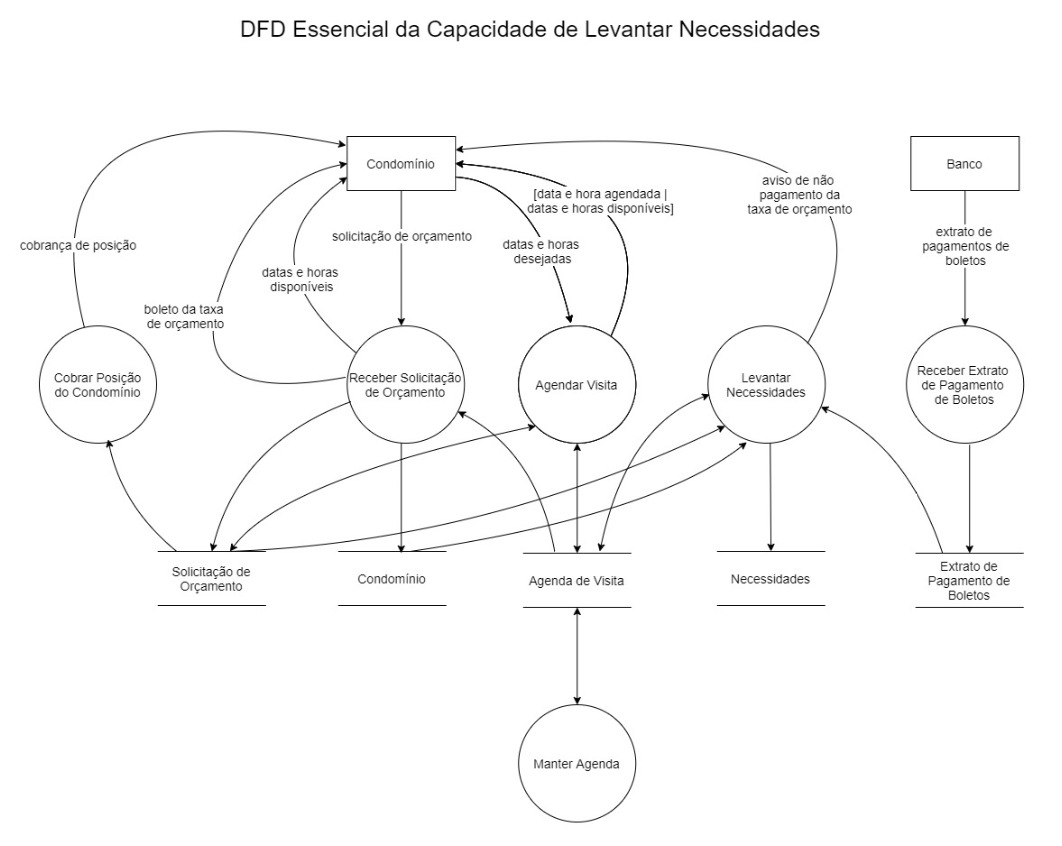 DFD Essencial da Capacidade de Levantar Necessidades
Condomínio
Banco
[data e hora agendada |
datas e horas disponíveis]
aviso de não
pagamento da
taxa de orçamento
cobrança de posição
solicitação de orçamento
datas e horas
desejadas
extrato de
pagamentos de
boletos
datas e horas
disponíveis
boleto da taxa
de orçamento
Cobrar Posição
do Condomínio
Receber Solicitação
de Orçamento
Agendar Visita
Levantar
Necessidades
Receber Extrato
de Pagamento
de Boletos
Solicitação de
Orçamento
Condomínio
Agenda de Visita
Necessidades
Extrato de
Pagamento de
Boletos
Manter Agenda